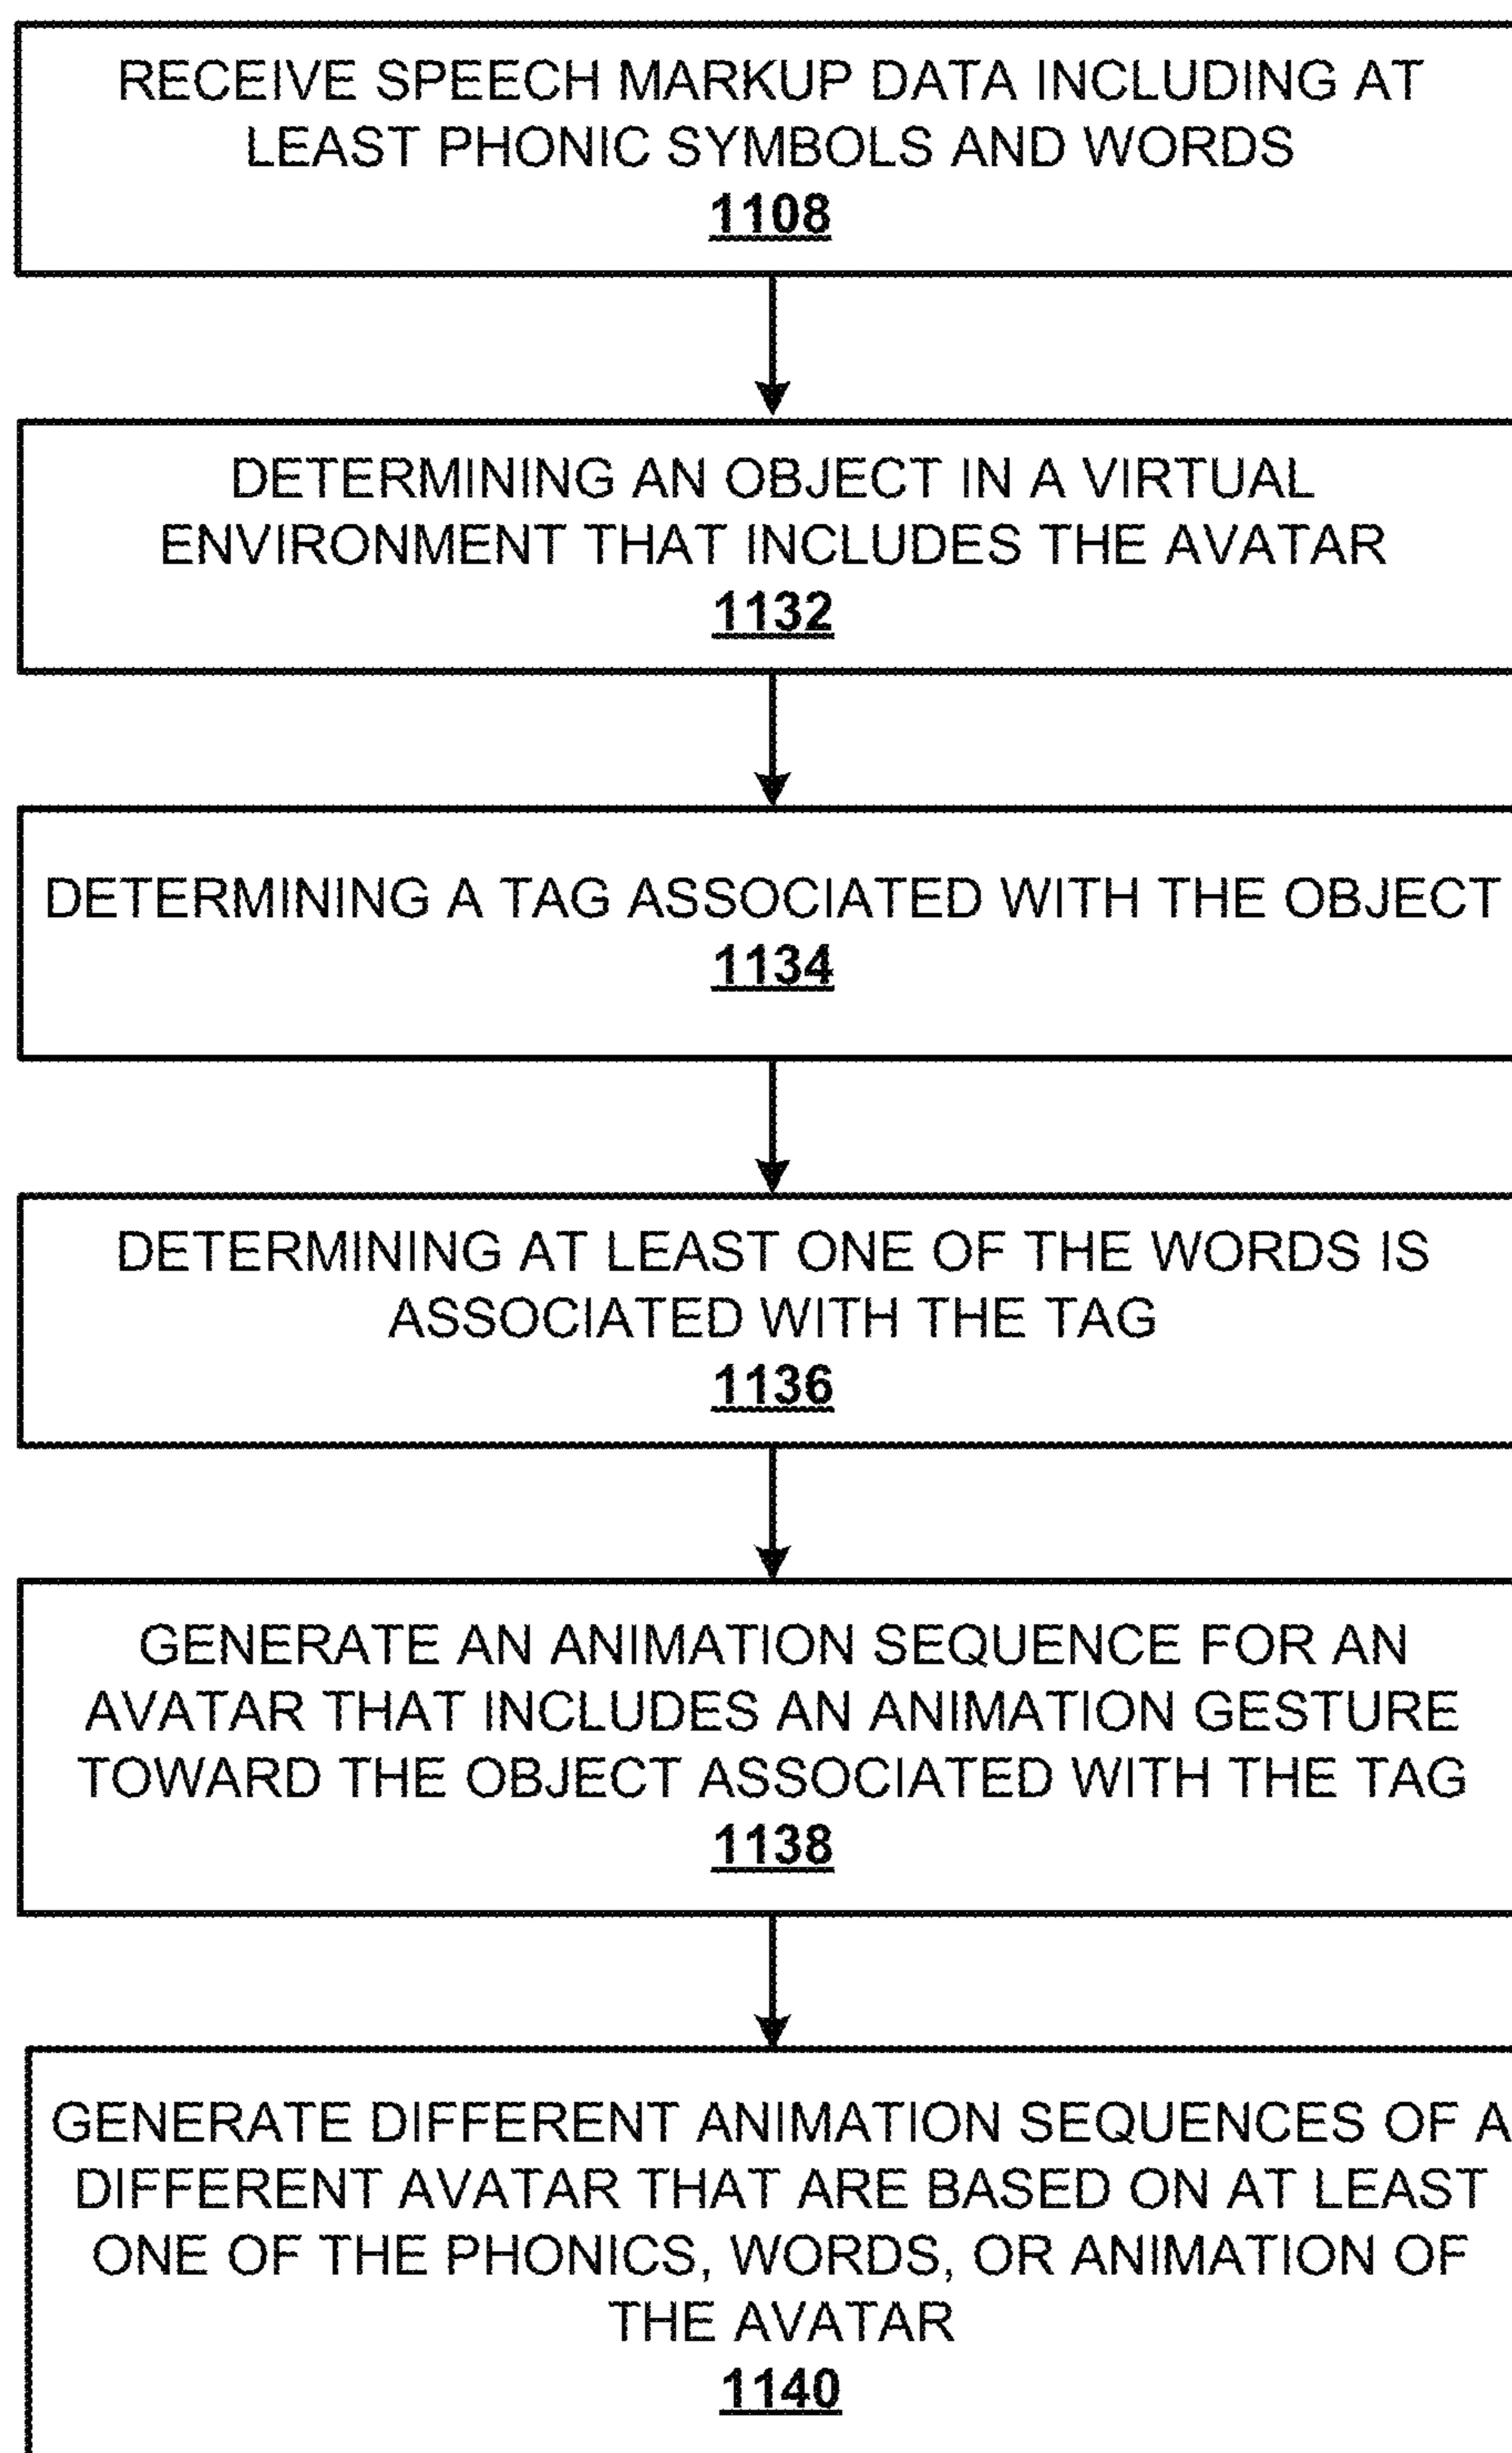 RECEIVE SPEECH MARKUP DATA INCLUDING AT
LEAST PHONIC SYMBOLS AND WORDS
1108
DETERMINING AN OBJECT IN A VIRTUAL
ENVIRONMENT THAT INCLUDES THE AVATAR
1132
DETERMINING A TAG ASSOCIATED WITH THE OBJECT
1134
DETERMINING AT LEAST ONE OF THE WORDS IS
ASSOCIATED WITH THE TAG
1136
GENERATE AN ANIMATION SEQUENCE FOR AN
AVATAR THAT INCLUDES AN ANIMATION GESTURE
TOWARD THE OBJECT ASSOCIATED WITH THE TAG
1138
GENERATE DIFFERENT ANIMATION SEQUENCES OF A
DIFFERENT AVATAR THAT ARE BASED ON AT LEAST
ONE OF THE PHONICS, WORDS, OR ANIMATION OF
THE AVATAR
1140